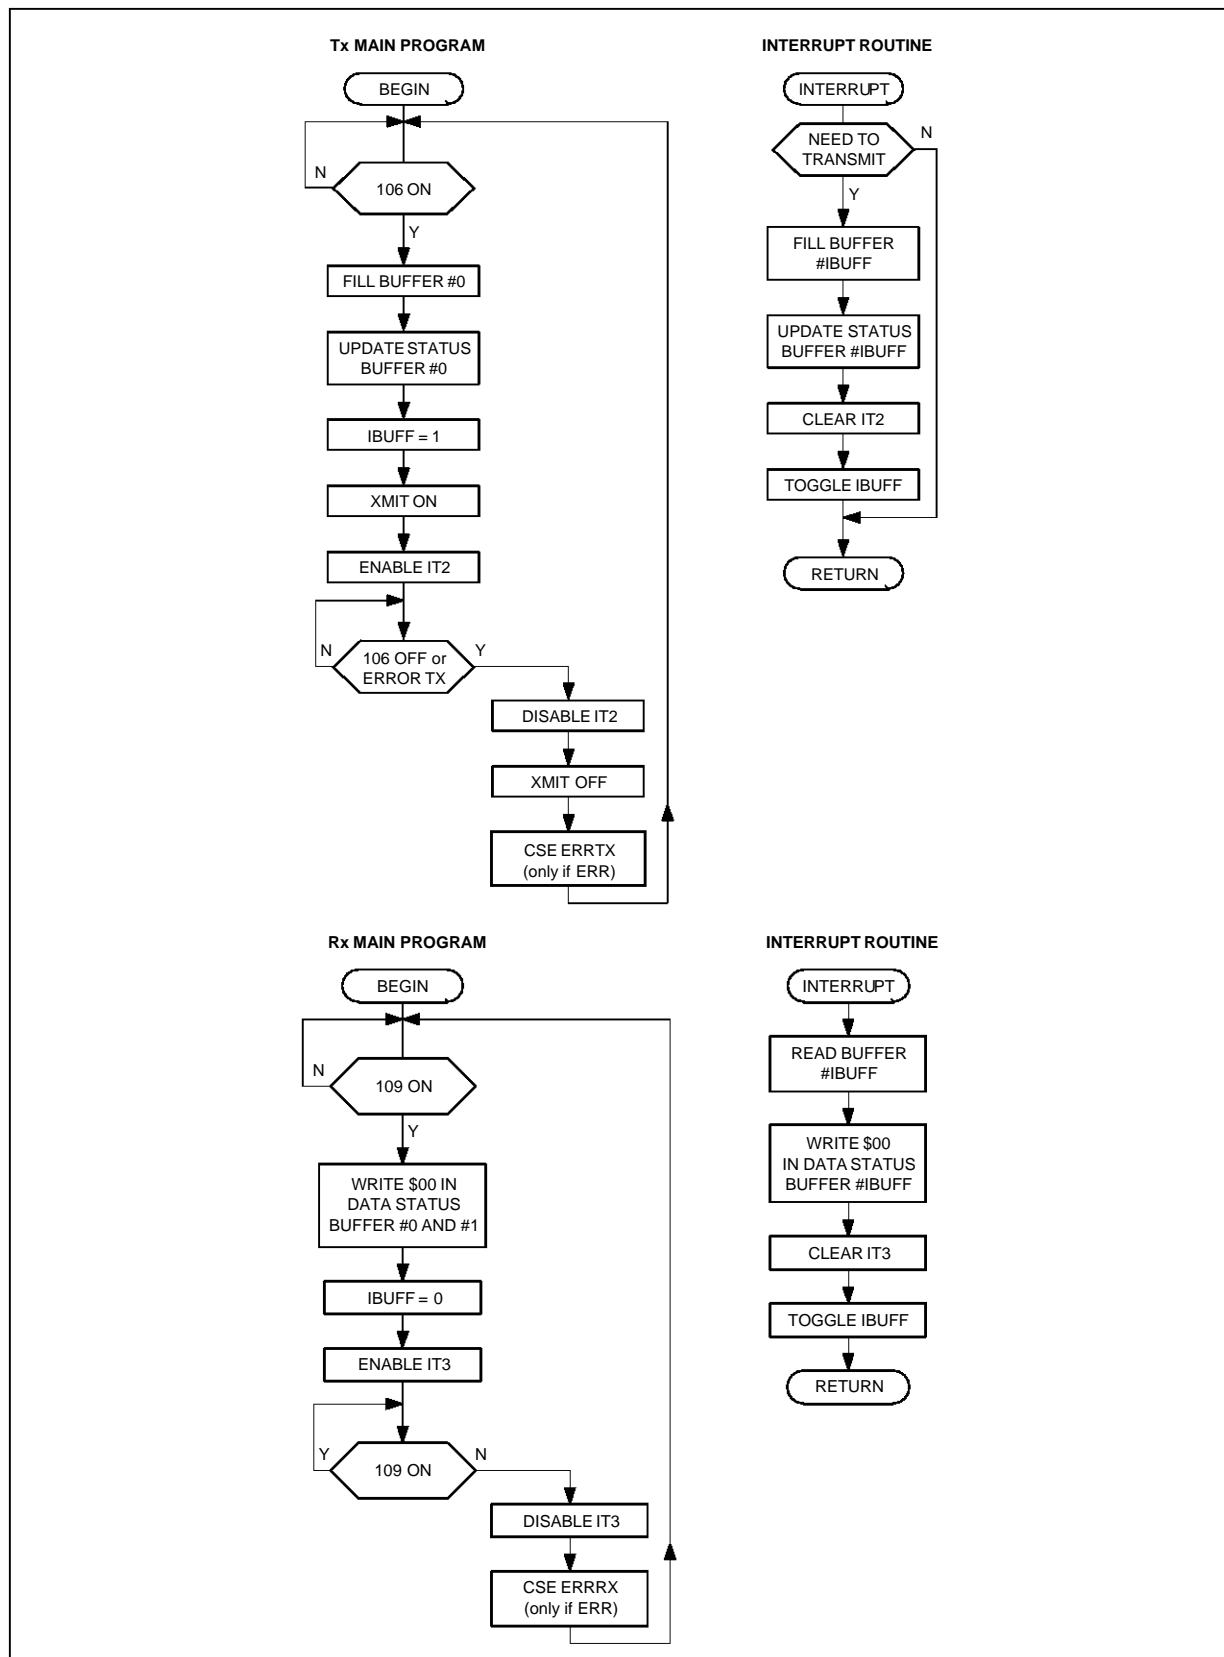 Tx MAIN PROGRAM
BEGIN
N
106 ON
Y
FILL BUFFER #0
UPDATE STATUS
BUFFER #0
IBUFF = 1
XMIT ON
ENABLE IT2
N
106 OFF or
ERROR TX
Y
DISABLE IT2
XMIT OFF
CSE ERRTX
(only if ERR)
INTERRUPT ROUTINE
INTERRUPT
NEED TO
TRANSMIT
N
Y
FILL BUFFER
#IBUFF
UPDATE STATUS
BUFFER #IBUFF
CLEAR IT2
TOGGLE IBUFF
RETURN
Rx MAIN PROGRAM
BEGIN
N
109 ON
Y
WRITE $00 IN
DATA STATUS
BUFFER #0 AND #1
IBUFF = 0
ENABLE IT3
Y
109 ON
N
DISABLE IT3
CSE ERRRX
(only if ERR)
INTERRUPT ROUTINE
INTERRUPT
READ BUFFER
#IBUFF
WRITE $00
IN DATA STATUS
BUFFER #IBUFF
CLEAR IT3
TOGGLE IBUFF
RETURN